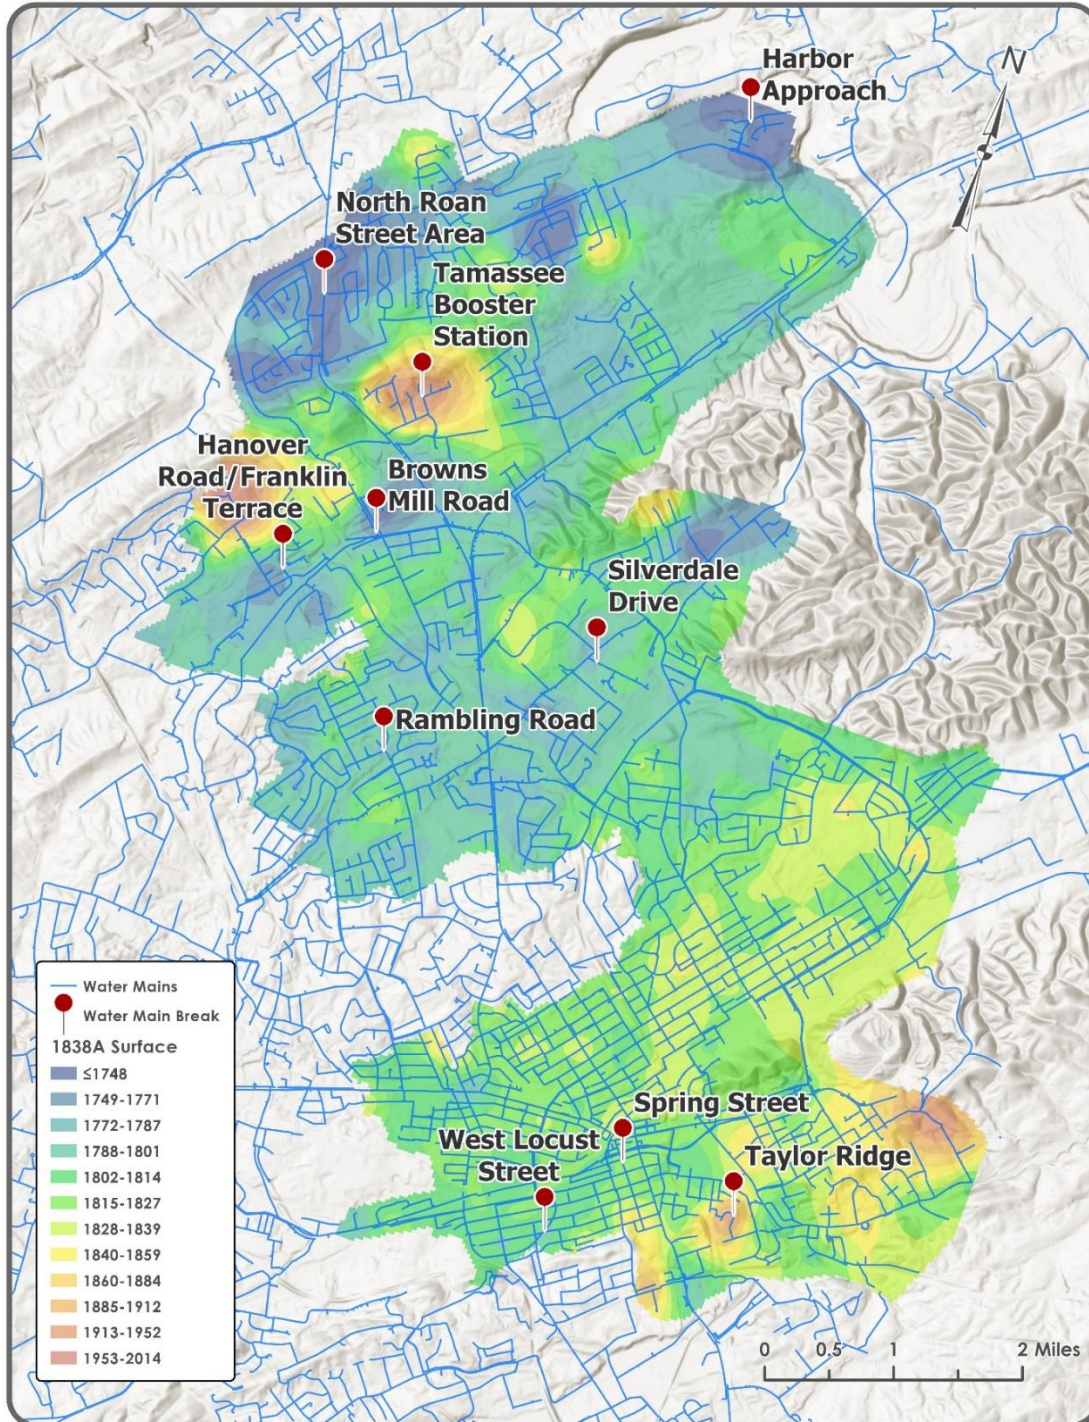 Harbor
Approach
N
North Roan
Street Area
Tamassee
Booster
Station
Hanover
Road/Franklin
Terrace
Browns
Mill Road
Silverdale
Drive
Rambling Road
Spring Street
West Locust
Street
Taylor Ridge
Water Mains
Water Main Break
1838A Surface
≤1748
1749-1771
1772-1787
1788-1801
1802-1814
1815-1827
1828-1839
1840-1859
1860-1884
1885-1912
1913-1952
1953-2014
0 0.5 1 2 Miles